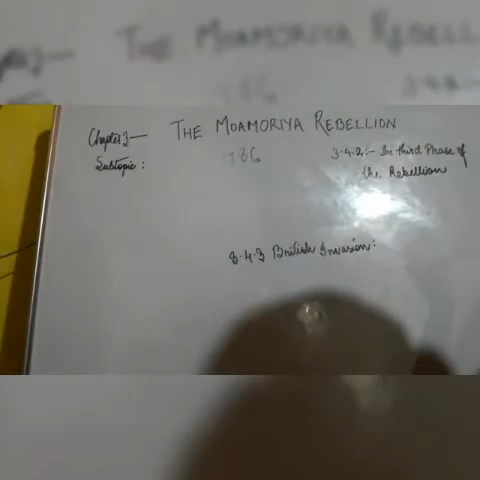 Chapter 3 — THE MOAMORIYA REBELLION
Subtopic :
786
3.4.2:- The third Phase of
the Rebellion
3.4.3 British Invasion: